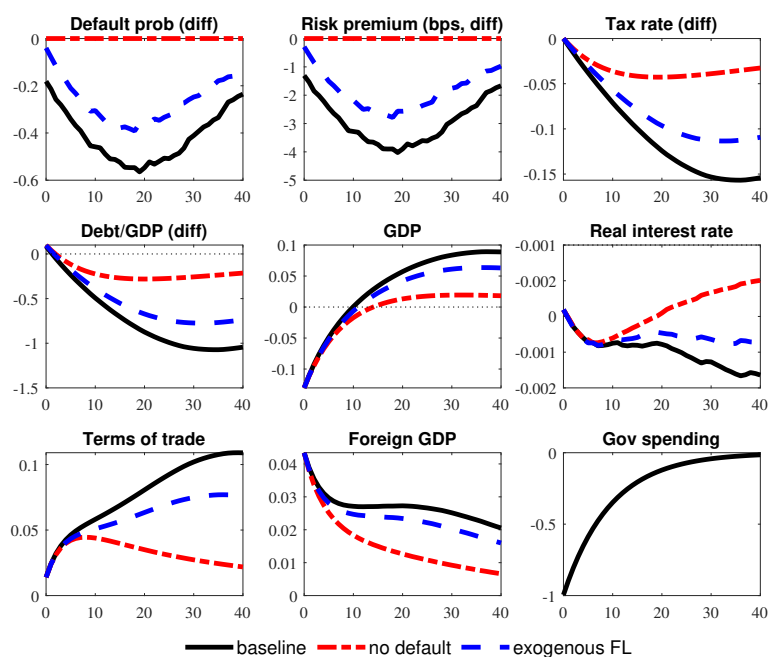 Default prob (diff) Risk premium (bps, diff) Tax rate (diff)
0 0 0
-0.2 -1 -0.05
-2
-0.4 -3 -0.1
-4
-0.6 -5 -0.15
0 10 20 30 40 0 10 20 30 40 0 10 20 30 40
Debt/GDP (diff) GDP Real interest rate
0 0.1 -0.001
0.05 -0.002
-0.5 0 0
-1 -0.05 -0.001
-0.1
-1.5 -0.002
0 10 20 30 40 0 10 20 30 40 0 10 20 30 40
Terms of trade Foreign GDP Gov spending
0.1 0.04 0
0.03
0.05 0.02 -0.5
0.01
0 0 -1
0 10 20 30 40 0 10 20 30 40 0 10 20 30 40
baseline no default exogenous FL